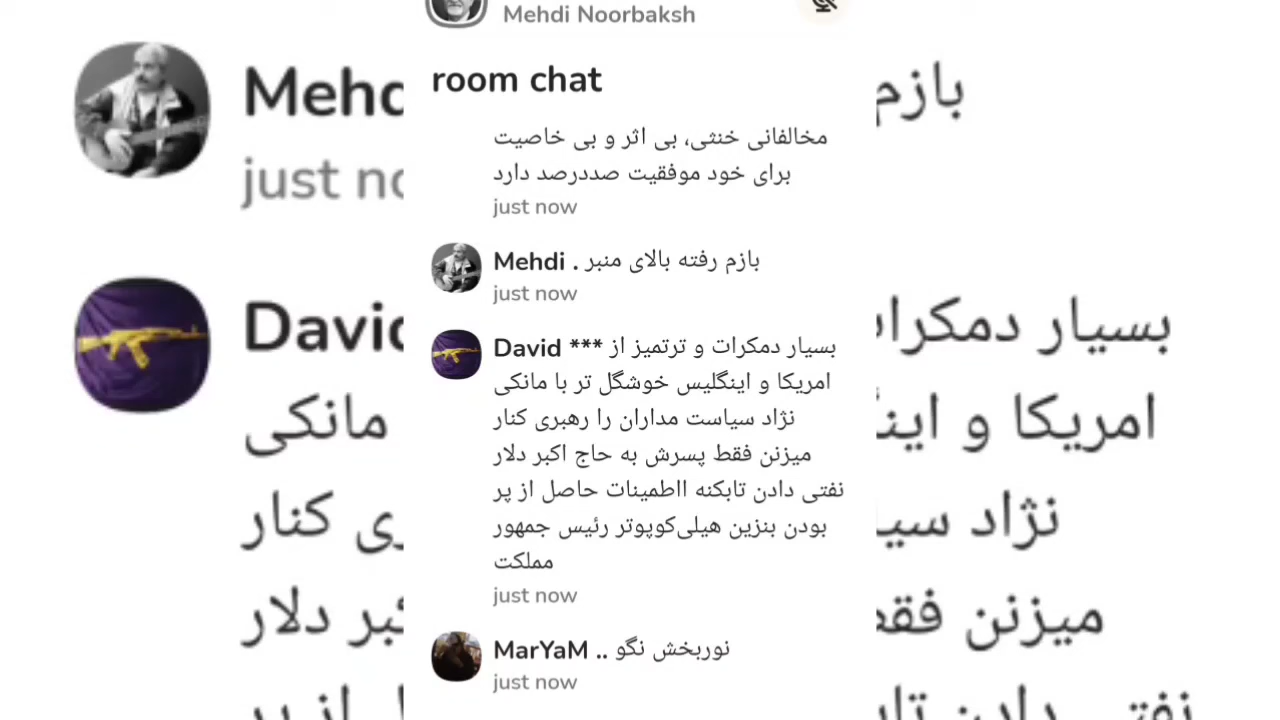 Mehdi Noorbaksh
room chat
مخالفانی خنثی، بی اثر و بی خاصیت
برای خود موفقیت صددرصد دارد
just now
Mehdi . بازم رفته بالای منبر
just now
David *** بسیار دمکرات و ترتمیز از
امریکا و اینگلیس خوشگل تر با مانکی
نژاد سیاست مداران را رهبری کنار
میزنن فقط پسرش به حاج اکبر دلار
نفتی دادن تابکنه ااطمینات حاصل از پر
بودن بنزین هیلی‌کوپوتر رئیس جمهور
مملکت
just now
MarYaM .. نوربخش نگو
just now